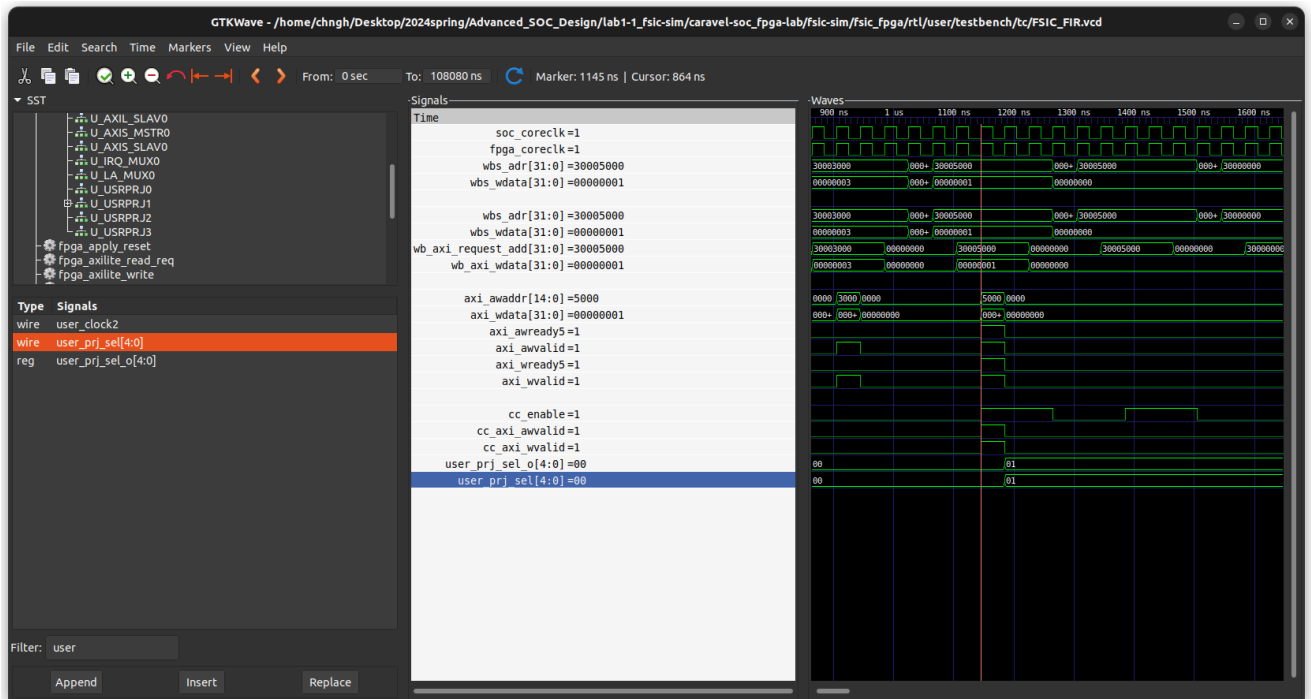 GTKWave - /home/chngh/Desktop/2024spring/Advanced_SOC_Design/lab1-1_fsic-sim/caravel-soc_fpga-lab/fsic-sim/fsic_fpga/rtl/user/testbench/tc/FSIC_FIR.vcd
File Edit Search Time Markers View Help
From: 0 sec To: 108080 ns Marker: 1145 ns | Cursor: 864 ns
SST
U_AXIL_SLAV0
U_AXIS_MSTR0
U_AXIS_SLAV0
U_IRQ_MUX0
U_LA_MUX0
U_USRPRJ0
U_USRPRJ1
U_USRPRJ2
U_USRPRJ3
fpga_apply_reset
fpga_axilite_read_req
fpga_axilite_write
Type Signals
wire user_clock2
wire user_prj_sel[4:0]
reg user_prj_sel_o[4:0]
Filter: user
Append Insert Replace
Signals
Time
soc_coreclk=1
fpga_coreclk=1
wbs_adr[31:0]=30005000
wbs_wdata[31:0]=00000001
wbs_adr[31:0]=30005000
wbs_wdata[31:0]=00000001
wb_axi_request_add[31:0]=30005000
wb_axi_wdata[31:0]=00000001
axi_awaddr[14:0]=5000
axi_wdata[31:0]=00000001
axi_awready5=1
axi_awvalid=1
axi_wready5=1
axi_wvalid=1
cc_enable=1
cc_axi_awvalid=1
cc_axi_wvalid=1
user_prj_sel_o[4:0]=00
user_prj_sel[4:0]=00
Waves
900 ns 1 us 1100 ns 1200 ns 1300 ns 1400 ns 1500 ns 1600 ns
30003000 000+ 30005000 000+ 30005000 000+ 30005000
00000003 000+ 00000001 00000000
30003000 000+ 30005000 000+ 30005000 000+ 30000000
00000003 000+ 00000001 00000000
30003000 00000000 30005000 00000000 30005000 00000000 30000000
00000003 00000000 00000001 00000000
0000 3000 0000 5000 0000
000+ 000+ 00000000 000+ 00000000
00 01
00 01